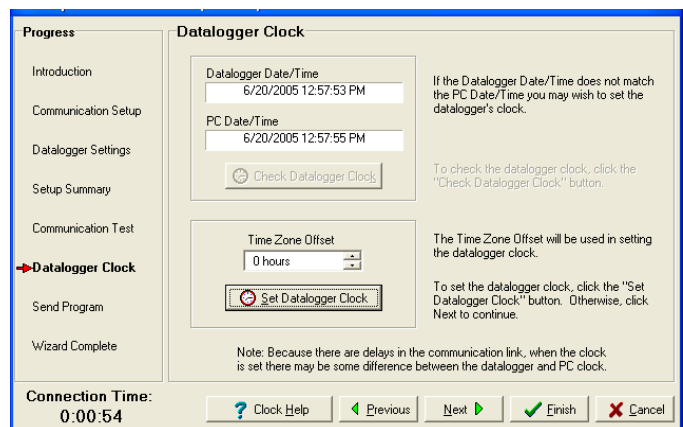 Progress
Introduction
Communication Setup
Datalogger Settings
Setup Summary
Communication Test
Datalogger Clock
Send Program
Wizard Complete
Connection Time:
0:00:54
Datalogger Clock
Datalogger Date/Time
6/20/2005 12:57:53 PM
PC Date/Time
6/20/2005 12:57:55 PM
Check Datalogger Clock
If the Datalogger Date/Time does not match
the PC Date/Time you may wish to set the
datalogger's clock.
To check the datalogger clock, click the
"Check Datalogger Clock" button.
Time Zone Offset
0 hours
Set Datalogger Clock
The Time Zone Offset will be used in setting
the datalogger clock.
To set the datalogger clock, click the "Set
Datalogger Clock" button. Otherwise, click
Next to continue.
Note: Because there are delays in the communication link, when the clock
is set there may be some difference between the datalogger and PC clock.
? Clock Help
Previous
Next
Finish
Cancel